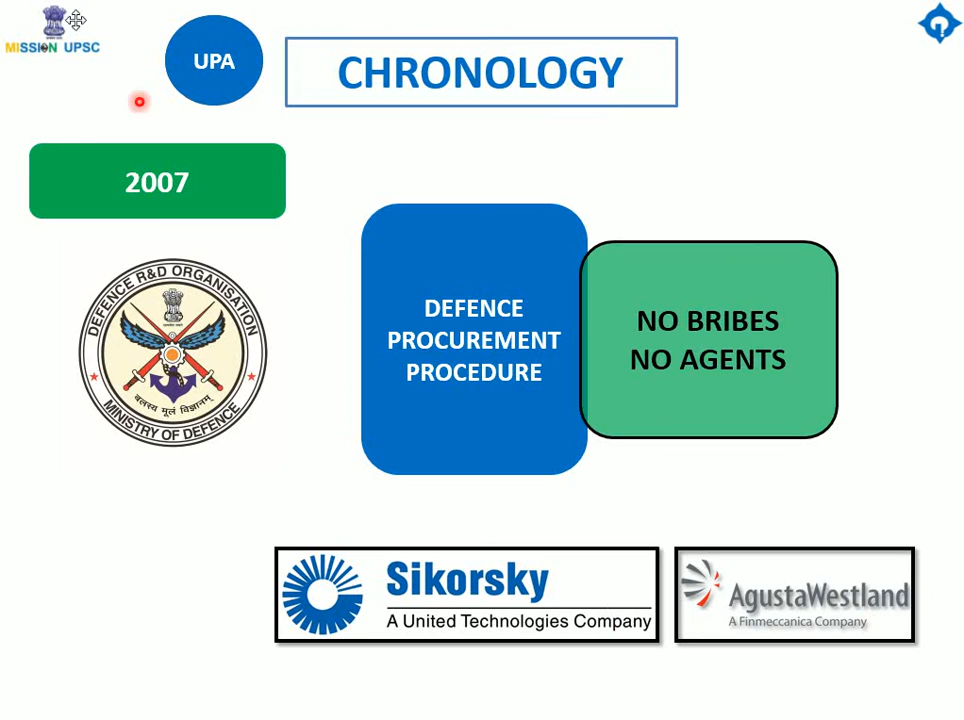 MISSION UPSC
UPA
CHRONOLOGY
2007
DEFENCE R&D ORGANISATION
बलस्य मूलं विज्ञानम्
MINISTRY OF DEFENCE
DEFENCE
PROCUREMENT
PROCEDURE
NO BRIBES
NO AGENTS
Sikorsky
A United Technologies Company
AgustaWestland
A Finmeccanica Company